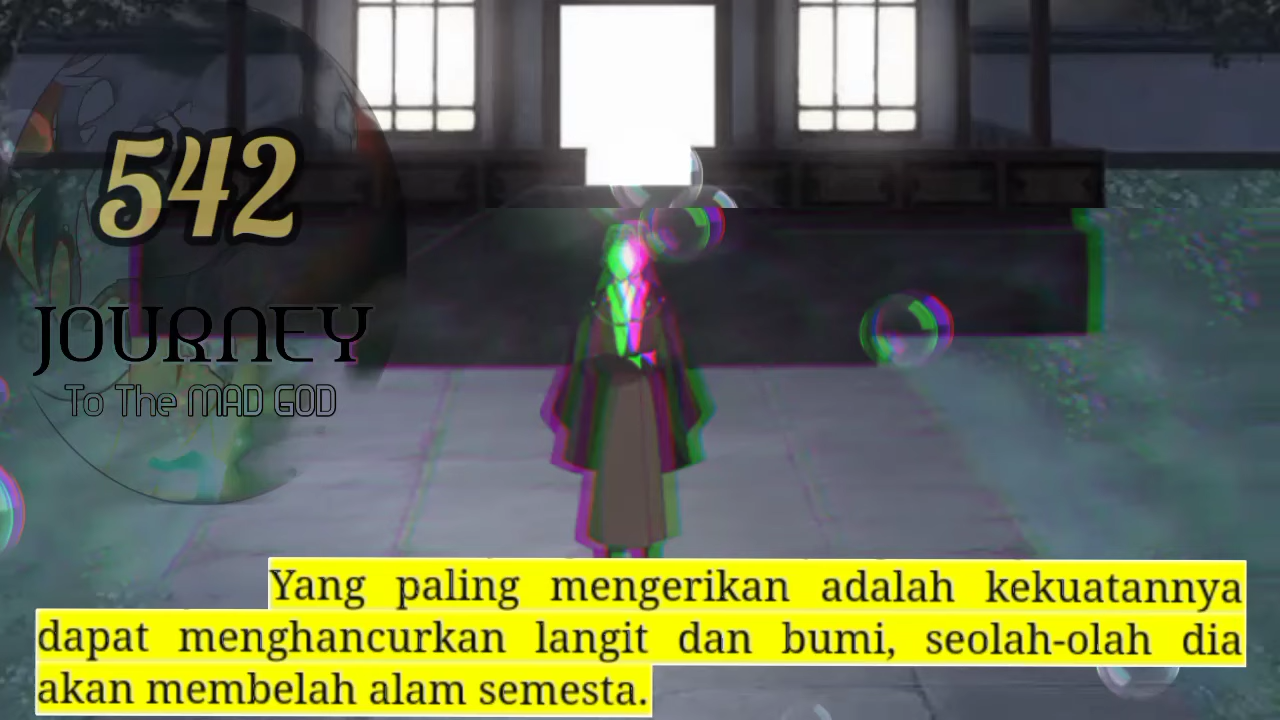 542
JOURNEY
To The MAD GOD
Yang paling mengerikan adalah kekuatannya
dapat menghancurkan langit dan bumi, seolah-olah dia
akan membelah alam semesta.